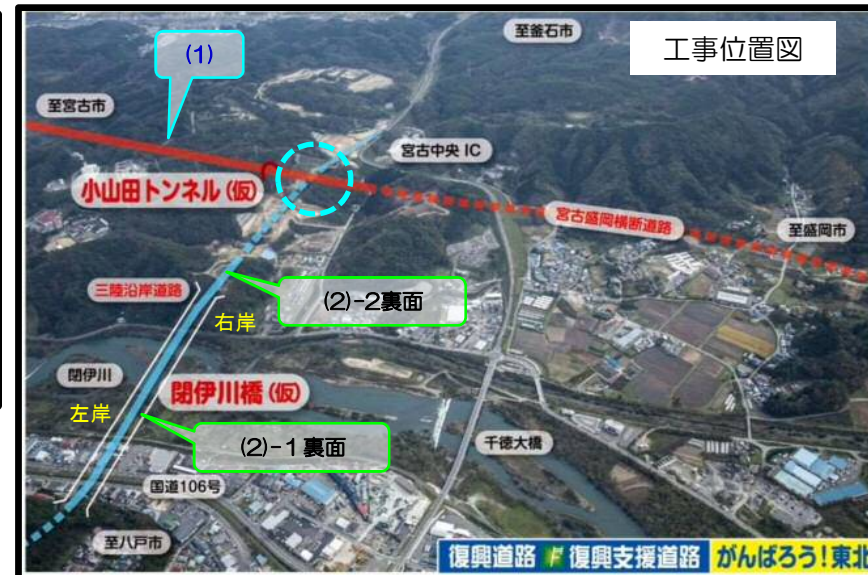 至釜石市
工事位置図
(1)
至宮古市
宮古中央 IC
小山田トンネル(仮)
宮古盛岡横断道路
至盛岡市
三陸沿岸道路
(2)-2裏面
右岸
閉伊川
閉伊川橋(仮)
左岸
(2)-1裏面
千徳大橋
国道106号
至八戸市
復興道路 復興支援道路 がんばろう!東北